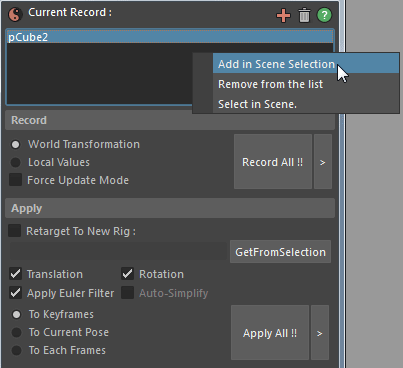 Current Record :
pCube2
Add in Scene Selection
Remove from the list
Select in Scene.
Record
World Transformation
Local Values
Force Update Mode
Record All !! >
Apply
Retarget To New Rig :
GetFromSelection
Translation Rotation
Apply Euler Filter Auto-Simplify
To Keyframes
To Current Pose
To Each Frames
Apply All !! >